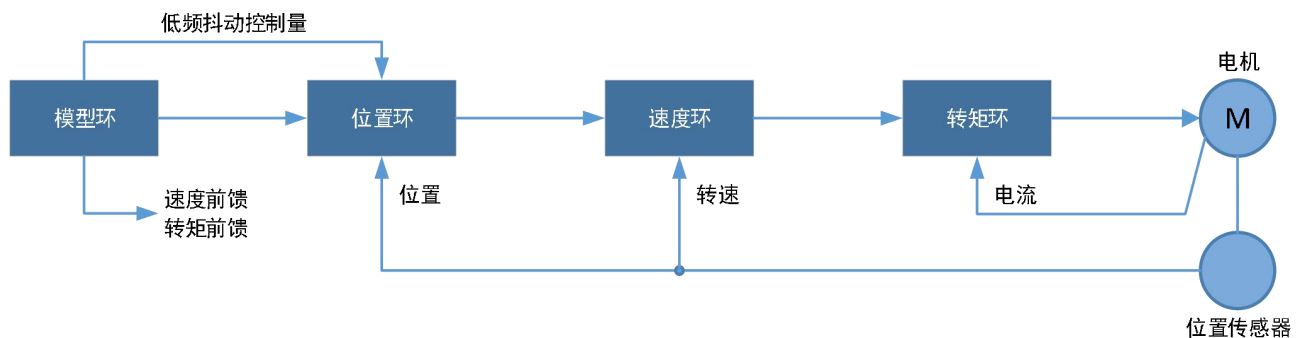 低频抖动控制量
电机
模型环
位置环
速度环
转矩环
M
速度前馈
转矩前馈
位置
转速
电流
位置传感器